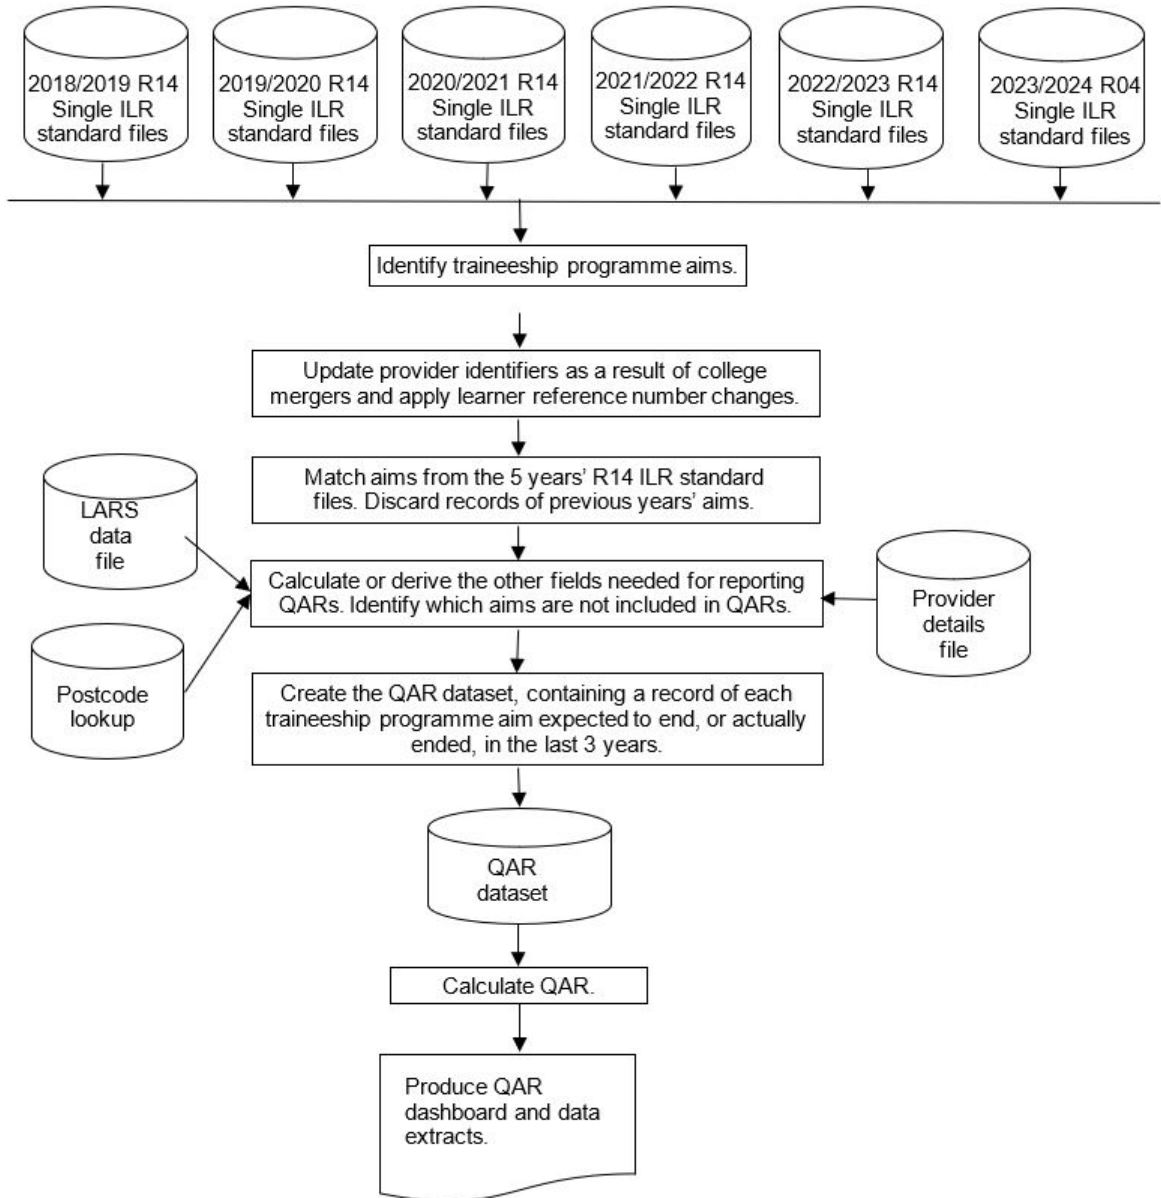 2018/2019 R14
Single ILR
standard files
2019/2020 R14
Single ILR
standard files
2020/2021 R14
Single ILR
standard files
2021/2022 R14
Single ILR
standard files
2022/2023 R14
Single ILR
standard files
2023/2024 R04
Single ILR
standard files
Identify traineeship programme aims.
Update provider identifiers as a result of college
mergers and apply learner reference number changes.
Match aims from the 5 years’ R14 ILR standard
files. Discard records of previous years’ aims.
LARS
data
file
Calculate or derive the other fields needed for reporting
QARs. Identify which aims are not included in QARs.
Provider
details
file
Postcode
lookup
Create the QAR dataset, containing a record of each
traineeship programme aim expected to end, or actually
ended, in the last 3 years.
QAR
dataset
Calculate QAR.
Produce QAR
dashboard and data
extracts.